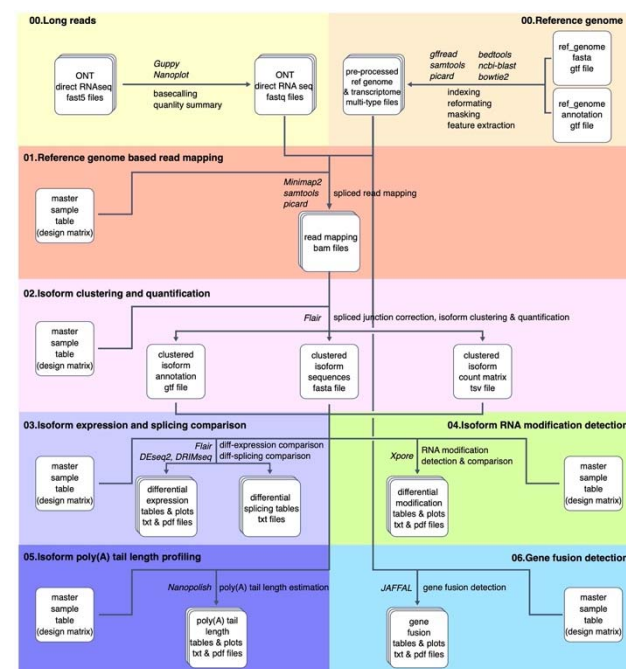 00.Long reads
00.Reference genome
ONT
direct RNAseq
fast5 files
Guppy
Nanoplot
basecalling
quanlity summary
ONT
direct RNA seq
fastq files
pre-processed
ref genome
& transcriptome
multi-type files
gffread
samtools
picard
bedtools
ncbi-blast
bowtie2
indexing
reformating
masking
feature extraction
ref_genome
fasta
gtf file
ref_genome
annotation
gtf file
01.Reference genome based read mapping
master
sample
table
(design matrix)
Minimap2
samtools
picard
spliced read mapping
read mapping
bam files
02.Isoform clustering and quantification
master
sample
table
(design matrix)
Flair
spliced junction correction, isoform clustering & quantification
clustered
isoform
annotation
gtf file
clustered
isoform
sequences
fasta file
clustered
isoform
count matrix
tsv file
03.Isoform expression and splicing comparison
master
sample
table
(design matrix)
Flair
DEseq2, DRIMseq
diff-expression comparison
diff-splicing comparison
differential
expression
tables & plots
txt & pdf files
differential
splicing tables
txt files
04.Isoform RNA modification detection
Xpore
RNA modification
detection & comparison
differential
modification
tables & plots
txt & pdf files
master
sample
table
(design matrix)
05.Isoform poly(A) tail length profiling
master
sample
table
(design matrix)
Nanopolish
poly(A) tail length estimation
poly(A) tail
length
tables & plots
txt & pdf files
06.Gene fusion detection
JAFFAL
gene fusion detection
gene
fusion
tables & plots
txt & pdf files
master
sample
table
(design matrix)